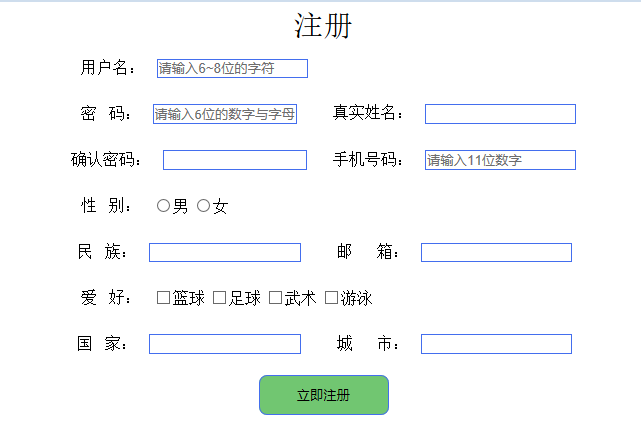 注册
用户名： 请输入6~8位的字符
密 码： 请输入6位的数字与字母 真实姓名：
确认密码： 手机号码： 请输入11位数字
性 别： 男 女
民 族： 邮 箱：
爱 好： 篮球 足球 武术 游泳
国 家： 城 市：
立即注册